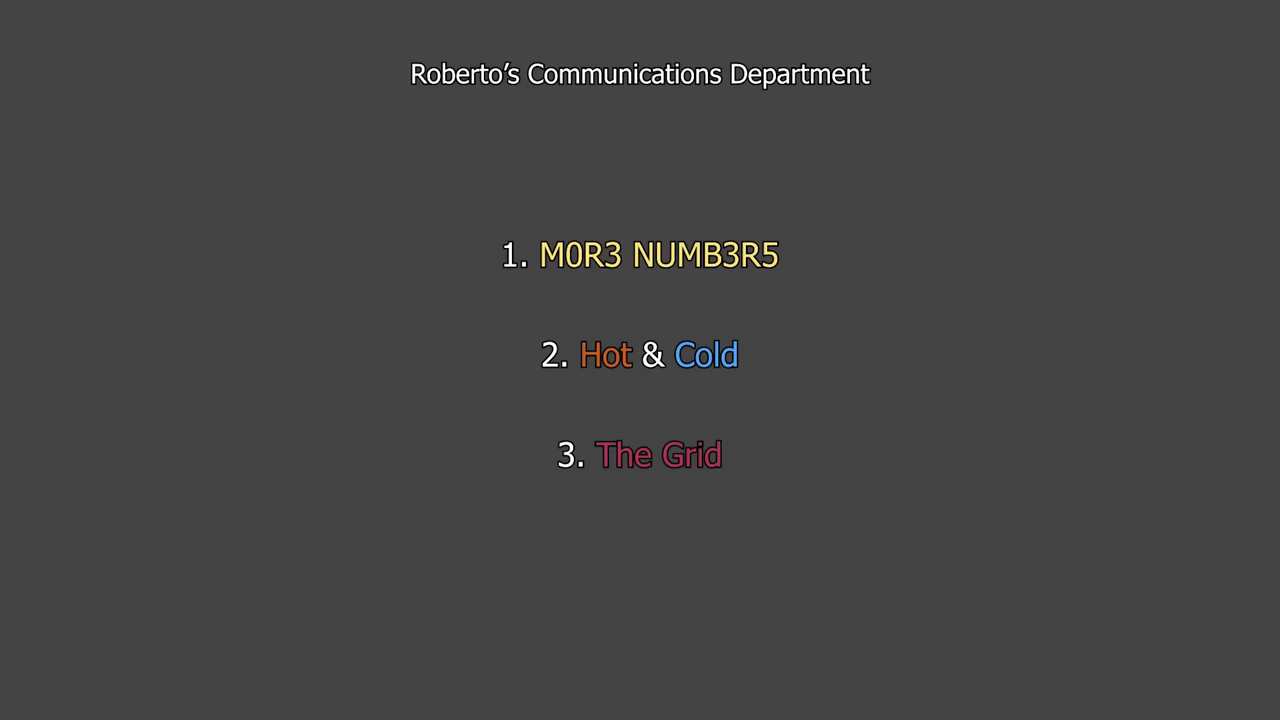 Roberto’s Communications Department
1. M0R3 NUMB3R5
2. Hot & Cold
3. The Grid